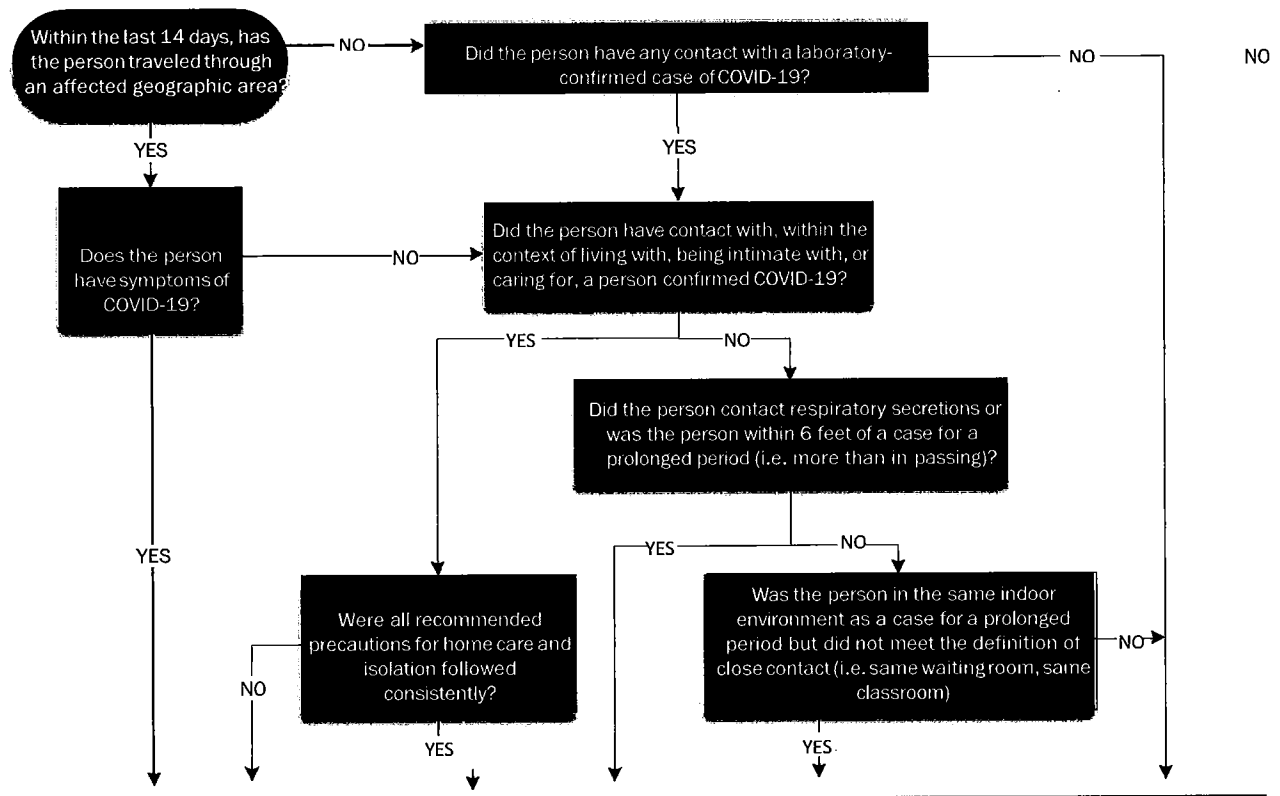 Within the last 14 days, has
the person traveled through
an affected geographic area?
NO
Did the person have any contact with a laboratory-
confirmed case of COVID-19?
NO
NO
YES
YES
Does the person
have symptoms of
COVID-19?
NO
Did the person have contact with, within the
context of living with, being intimate with, or
caring for, a person confirmed COVID-19?
YES
NO
Did the person contact respiratory secretions or
was the person within 6 feet of a case for a
prolonged period (i.e. more than in passing)?
YES
YES
NO
Were all recommended
precautions for home care and
isolation followed
consistently?
Was the person in the same indoor
environment as a case for a prolonged
period but did not meet the definition of
close contact (i.e. same waiting room, same
classroom)
NO
NO
YES
YES